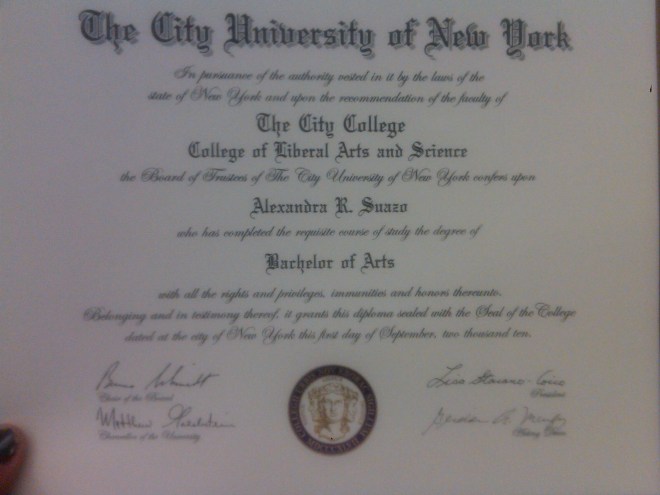 The City University of New York
In pursuance of the authority vested in it by the laws of the
state of New York and upon the recommendation of the faculty of
The City College
College of Liberal Arts and Science
the Board of Trustees of The City University of New York confers upon
Alexandra R. Suazo
who has completed the requisite course of study the degree of
Bachelor of Arts
with all the rights and privileges, immunities and honors thereunto
Belonging and in testimony thereof, it grants this diploma sealed with the Seal of the College
dated at the city of New York this first day of September, two thousand ten.
Chair of the Board
President
Matthew
Chancellor of the University